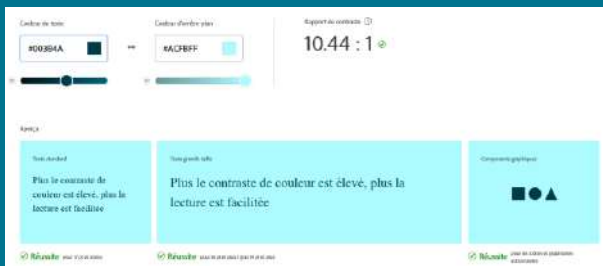 Couleur de texte
Couleur d'arrière-plan
Rapport de contraste
#003B4A
#ACFBFF
10.44 : 1
Aperçu
Texte standard
Texte grande taille
Composants graphiques
Plus le contraste de
couleur est élevé, plus la
lecture est facilitée
Plus le contraste de couleur est élevé, plus la
lecture est facilitée
Réussite
Réussite
Réussite